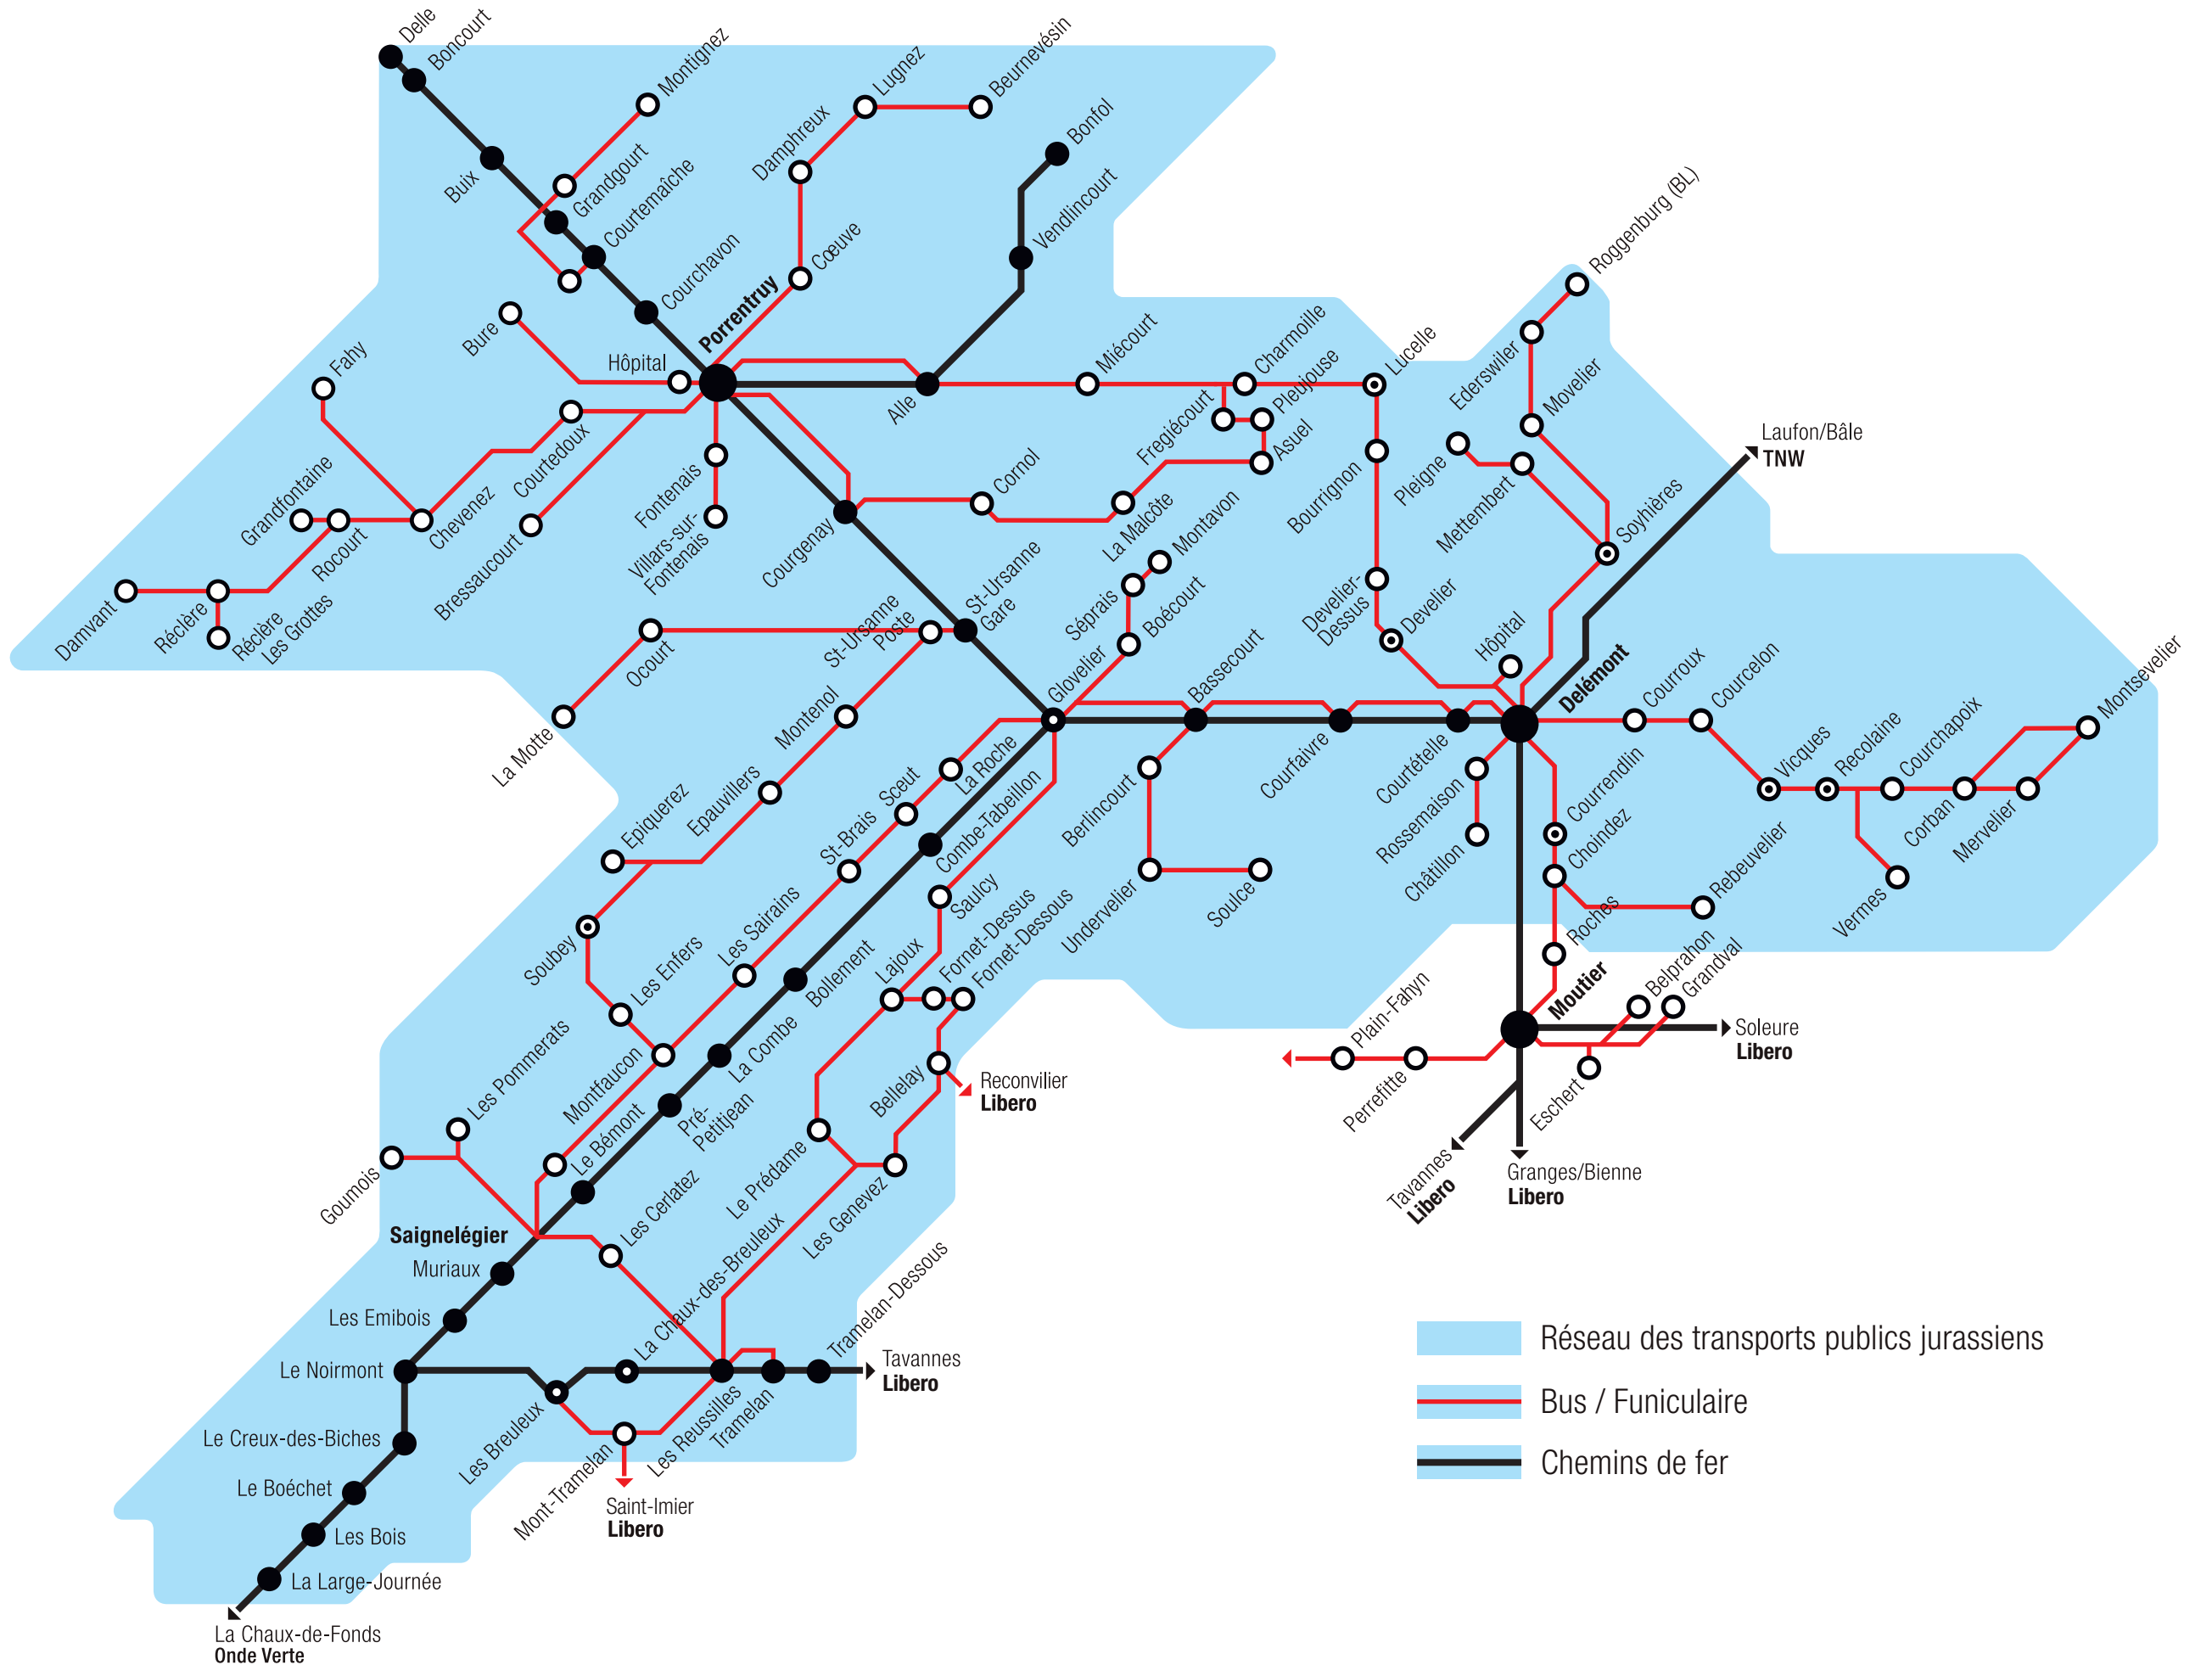 Delle
Boncourt
Montignez
Lugnez
Beurnevésin
Buix
Grandgourt
Courtemaîche
Damphreux
Bonfol
Vendlincourt
Courchavon
Cœuve
Porrentruy
Roggenburg (BL)
Bure
Hôpital
Fahy
Alle
Miécourt
Charmoille
Pleujouse
Lucelle
Fregiécourt
Asuel
Ederswiler
Movelier
Laufon/Bâle
TNW
Courtedoux
Grandfontaine
Rocourt
Chevenez
Bressaucourt
Fontenais
Villars-sur-
Fontenais
Courgenay
Cornol
La Malcôte
Montavon
Bourrignon
Pleigne
Mettembert
Soyhières
Damvant
Réclère
Réclère
Les Grottes
St-Ursanne
Poste
St-Ursanne
Gare
Séprais
Boécourt
Develier-
Dessus
Develier
Hôpital
Delémont
Ocourt
La Motte
Montenol
Glovelier
Bassecourt
Courfaivre
Courtételle
Courroux
Courcelon
Montsevelier
Vicques
Recolaine
Courchapoix
Corban
Mervelier
Vermes
Epiquerez
Epauvillers
Sceut
La Roche
St-Brais
Combe-Tabeillon
Berlincourt
Undervelier
Soulce
Rossemaison
Châtillon
Courrendlin
Choindez
Rebeuvelier
Roches
Soubey
Les Enfers
Les Sairains
Bollement
Saulcy
Lajoux
Fornet-Dessus
Fornet-Dessous
Moutier
Belprahon
Grandval
Soleure
Libero
Plain-Fahyn
Perrefitte
Eschert
Tavannes
Libero
Granges/Bienne
Libero
Les Pommerats
Goumois
Montfaucon
La Combe
Pré-
Petitjean
Le Bémont
Bellelay
Reconvilier
Libero
Le Prédame
Les Genevez
Saignelégier
Les Cerlatez
Muriaux
Les Emibois
Le Noirmont
La Chaux-des-Breuleux
Tramelan-Dessous
Tavannes
Libero
Les Breuleux
Mont-Tramelan
Les Reussilles
Tramelan
Saint-Imier
Libero
Le Creux-des-Biches
Le Boéchet
Les Bois
La Large-Journée
La Chaux-de-Fonds
Onde Verte
Réseau des transports publics jurassiens
Bus / Funiculaire
Chemins de fer